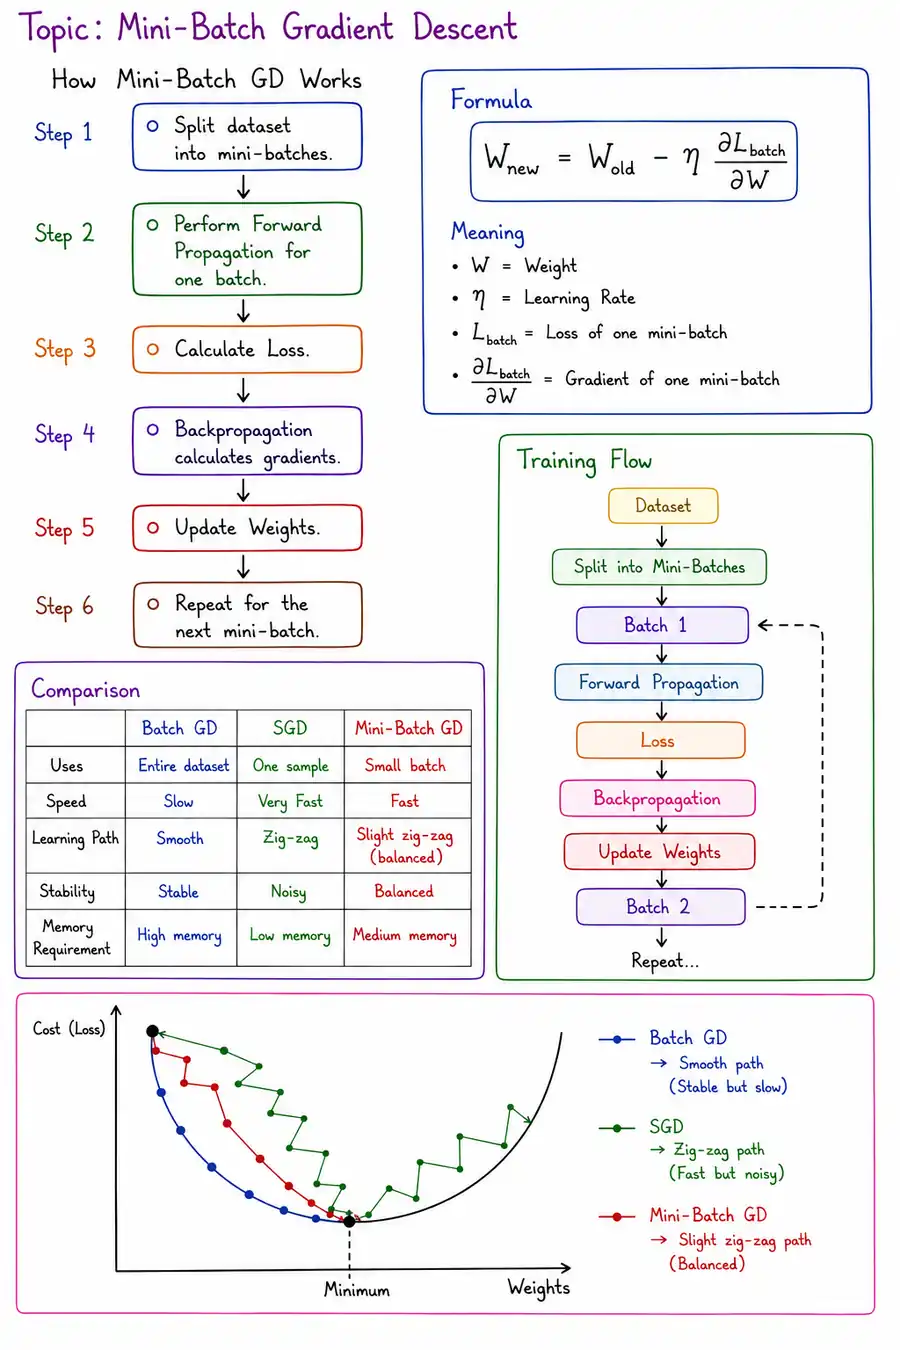 Topic: Mini-Batch Gradient Descent
How Mini-Batch GD Works
Step 1
Split dataset
into mini-batches.
Step 2
Perform Forward
Propagation for
one batch.
Step 3
Calculate Loss.
Step 4
Backpropagation
calculates gradients.
Step 5
Update Weights.
Step 6
Repeat for the
next mini-batch.
Formula
W_new = W_old − η ∂L_batch/∂W
Meaning
• W = Weight
• η = Learning Rate
• L_batch = Loss of one mini-batch
• ∂L_batch/∂W = Gradient of one mini-batch
Training Flow
Dataset
Split into Mini-Batches
Batch 1
Forward Propagation
Loss
Backpropagation
Update Weights
Batch 2
Repeat...
Comparison
Batch GD SGD Mini-Batch GD
Uses Entire dataset One sample Small batch
Speed Slow Very Fast Fast
Learning Path Smooth Zig-zag Slight zig-zag
(balanced)
Stability Stable Noisy Balanced
Memory
Requirement High memory Low memory Medium memory
Cost (Loss)
Minimum
Weights
Batch GD
→ Smooth path
(Stable but slow)
SGD
→ Zig-zag path
(Fast but noisy)
Mini-Batch GD
→ Slight zig-zag path
(Balanced)